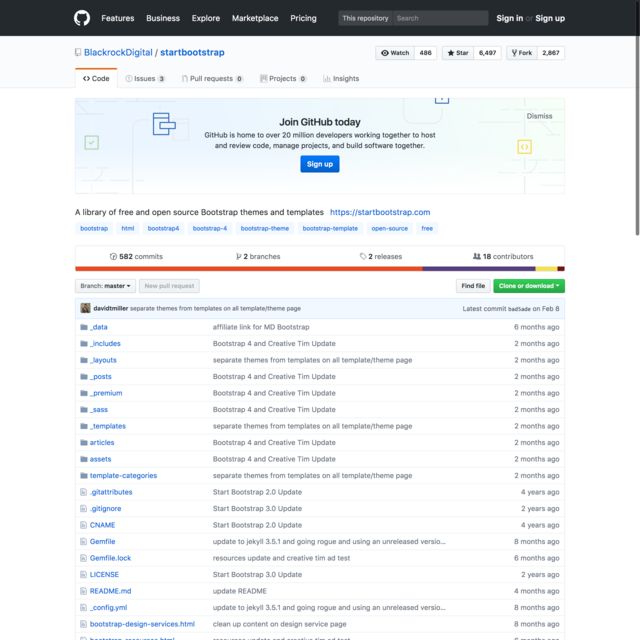 Features Business Explore Marketplace Pricing This repository Search Sign in or Sign up
BlackrockDigital / startbootstrap Watch 486 Star 6,497 Fork 2,867
Code Issues 3 Pull requests 0 Projects 0 Insights
Join GitHub today Dismiss
GitHub is home to over 20 million developers working together to host
and review code, manage projects, and build software together.
Sign up
A library of free and open source Bootstrap themes and templates https://startbootstrap.com
bootstrap html bootstrap4 bootstrap-4 bootstrap-theme bootstrap-template open-source free
582 commits 2 branches 2 releases 18 contributors
Branch: master New pull request Find file Clone or download
davidtmiller separate themes from templates on all template/theme page Latest commit bad5ade on Feb 8
_data affiliate link for MD Bootstrap 6 months ago
_includes Bootstrap 4 and Creative Tim Update 2 months ago
_layouts separate themes from templates on all template/theme page 2 months ago
_posts Bootstrap 4 and Creative Tim Update 2 months ago
_premium Bootstrap 4 and Creative Tim Update 2 months ago
_sass Bootstrap 4 and Creative Tim Update 2 months ago
_templates separate themes from templates on all template/theme page 2 months ago
articles Bootstrap 4 and Creative Tim Update 2 months ago
assets Bootstrap 4 and Creative Tim Update 2 months ago
template-categories separate themes from templates on all template/theme page 2 months ago
.gitattributes Start Bootstrap 2.0 Update 4 years ago
.gitignore Start Bootstrap 3.0 Update 2 years ago
CNAME Start Bootstrap 2.0 Update 4 years ago
Gemfile update to jekyll 3.5.1 and going rogue and using an unreleased versio... 8 months ago
Gemfile.lock resources update and creative tim ad test 6 months ago
LICENSE Start Bootstrap 3.0 Update 2 years ago
README.md update README 4 months ago
_config.yml update to jekyll 3.5.1 and going rogue and using an unreleased versio... 8 months ago
bootstrap-design-services.html clean up content on design service page 8 months ago
bootstrap-resources.html resources update and creative tim ad test 6 months ago